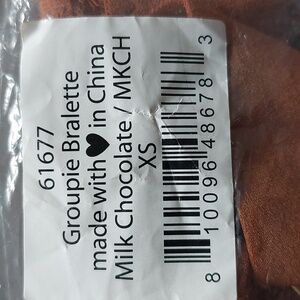 61677
Groupie Bralette
made with ♥ in China
Milk Chocolate / MKCH
XS
8 10096 48678 3